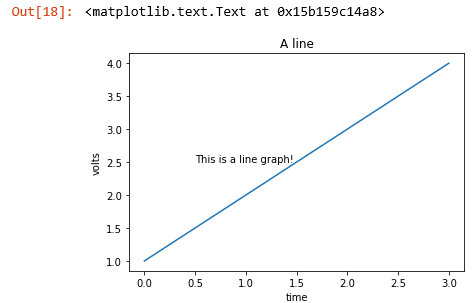 Out[18]: <matplotlib.text.Text at 0x15b159c14a8>
A line
4.0
3.5
3.0
2.5
2.0
1.5
1.0
volts
This is a line graph!
0.0 0.5 1.0 1.5 2.0 2.5 3.0
time